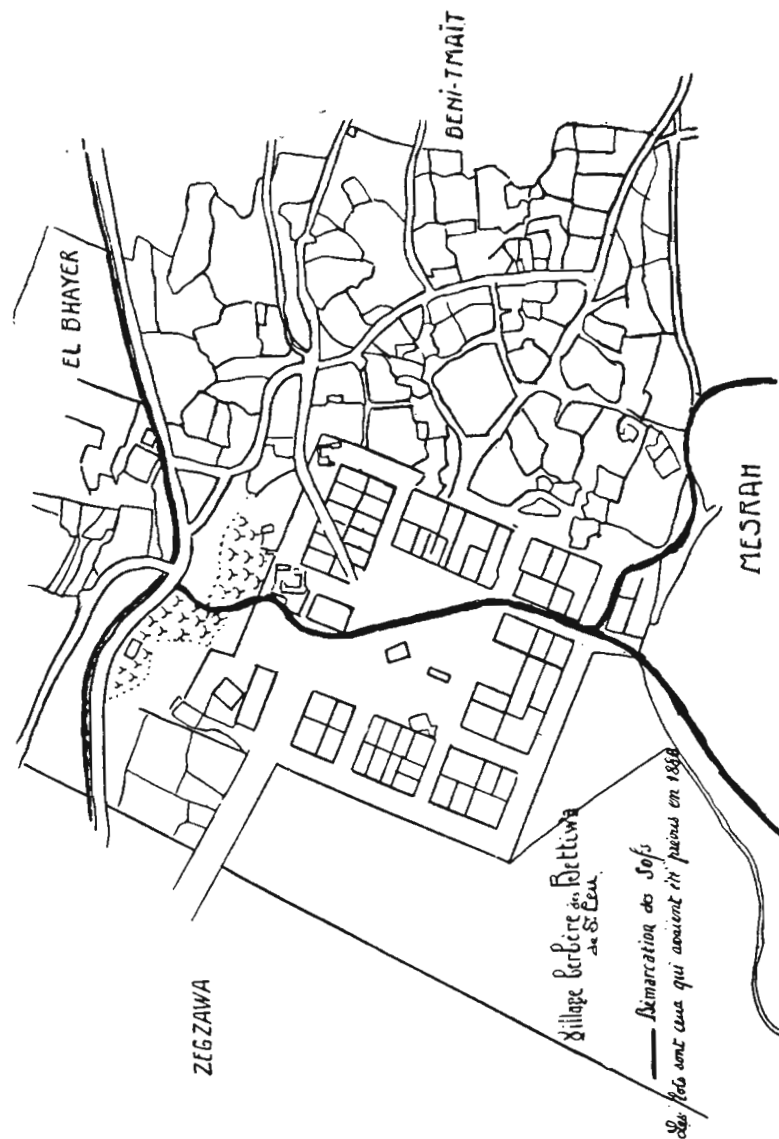 ZEGZAWA
EL BHAYER
BENI-TMAÏT
MESRAH
Village berbère des Bettiwa
de St Leu.
Démarcation des Sofs
Les lots sont ceux qui avaient été prévus en